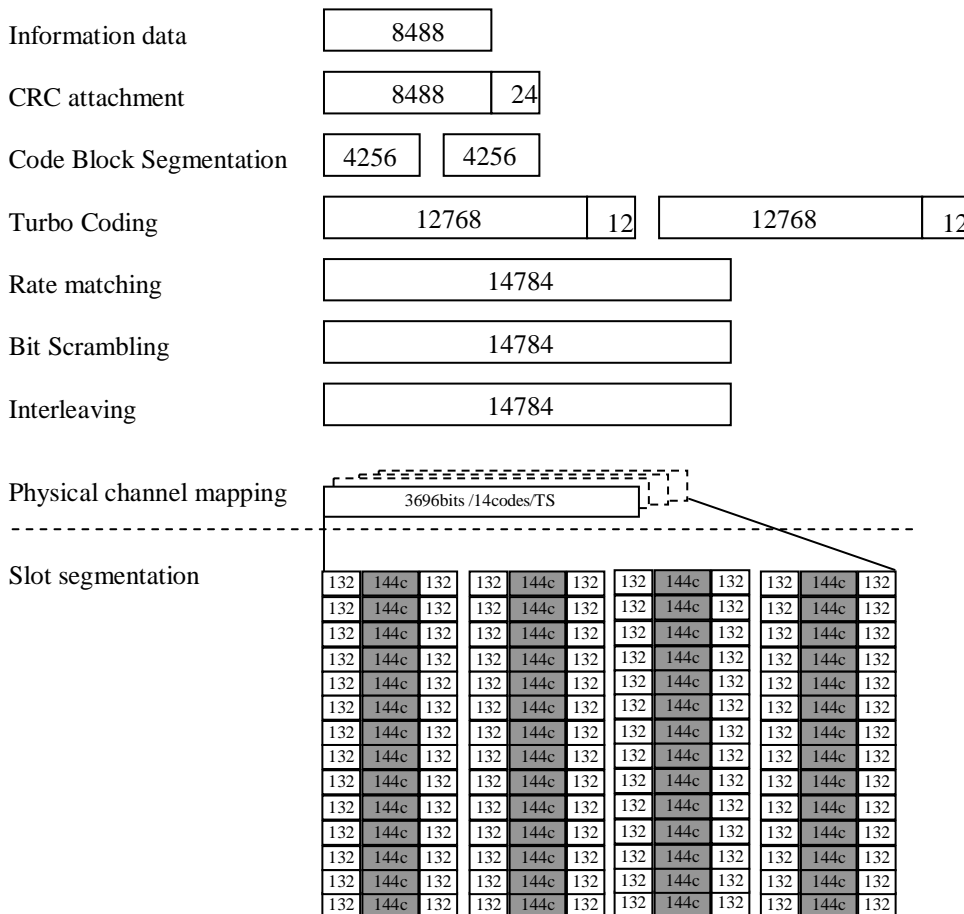 Information data 8488
CRC attachment 8488 24
Code Block Segmentation 4256 4256
Turbo Coding 12768 12 12768 12
Rate matching 14784
Bit Scrambling 14784
Interleaving 14784
Physical channel mapping 3696bits /14codes/TS
Slot segmentation
132 144c 132 132 144c 132 132 144c 132 132 144c 132
132 144c 132 132 144c 132 132 144c 132 132 144c 132
132 144c 132 132 144c 132 132 144c 132 132 144c 132
132 144c 132 132 144c 132 132 144c 132 132 144c 132
132 144c 132 132 144c 132 132 144c 132 132 144c 132
132 144c 132 132 144c 132 132 144c 132 132 144c 132
132 144c 132 132 144c 132 132 144c 132 132 144c 132
132 144c 132 132 144c 132 132 144c 132 132 144c 132
132 144c 132 132 144c 132 132 144c 132 132 144c 132
132 144c 132 132 144c 132 132 144c 132 132 144c 132
132 144c 132 132 144c 132 132 144c 132 132 144c 132
132 144c 132 132 144c 132 132 144c 132 132 144c 132
132 144c 132 132 144c 132 132 144c 132 132 144c 132
132 144c 132 132 144c 132 132 144c 132 132 144c 132